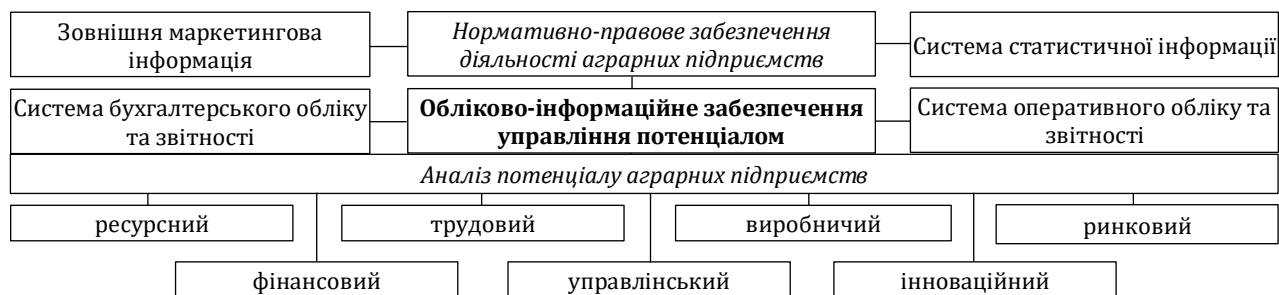 Зовнішня маркетингова
інформація
Нормативно-правове забезпечення
діяльності аграрних підприємств
Система статистичної інформації
Система бухгалтерського обліку
та звітності
Обліково-інформаційне забезпечення
управління потенціалом
Система оперативного обліку та
звітності
Аналіз потенціалу аграрних підприємств
ресурсний
трудовий
виробничий
ринковий
фінансовий
управлінський
інноваційний